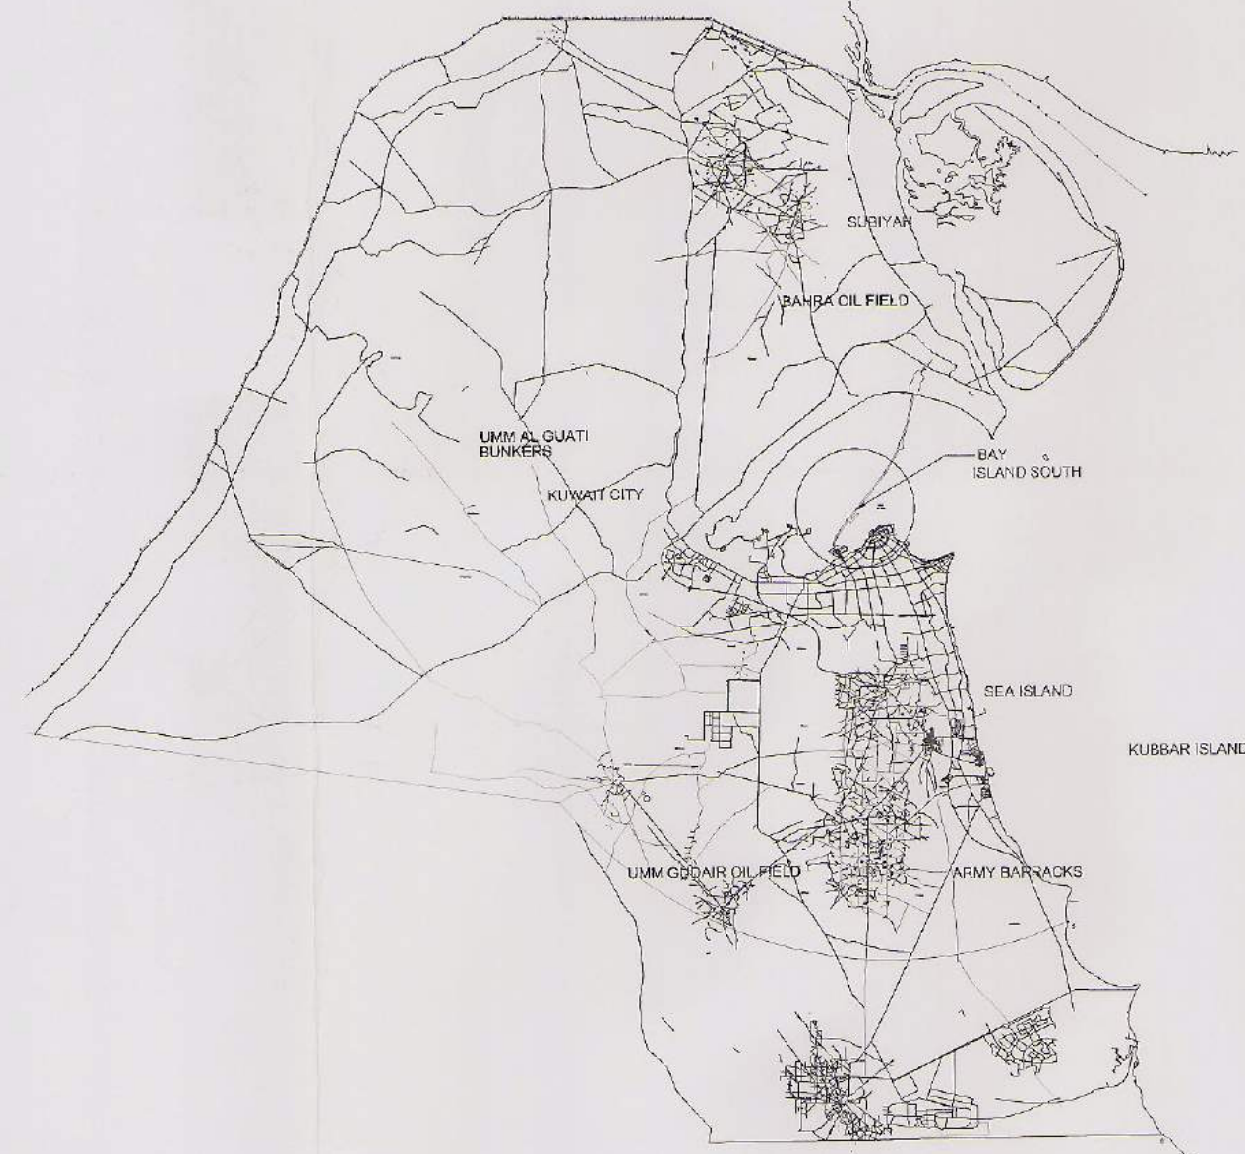 SUBIYAH
BAHRA OIL FIELD
UMM AL GUATI
BUNKERS
BAY
ISLAND SOUTH
KUWAIT CITY
SEA ISLAND
KUBBAR ISLAND
UMM GUDAIR OIL FIELD
ARMY BARRACKS